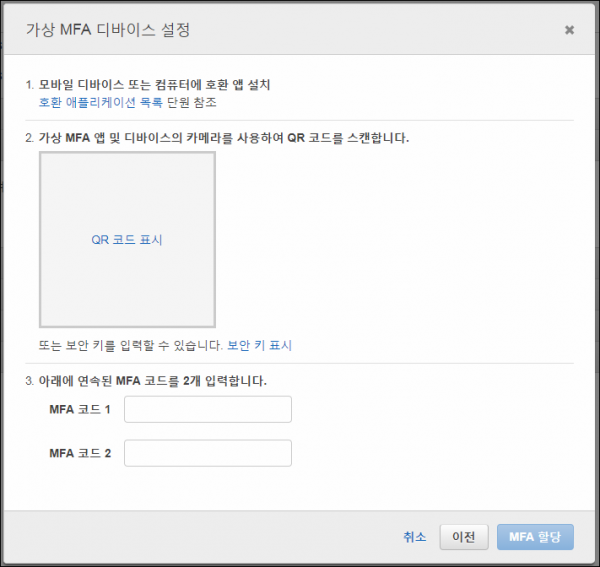 가상 MFA 디바이스 설정
1. 모바일 디바이스 또는 컴퓨터에 호환 앱 설치
호환 애플리케이션 목록 단원 참조
2. 가상 MFA 앱 및 디바이스의 카메라를 사용하여 QR 코드를 스캔합니다.
QR 코드 표시
또는 보안 키를 입력할 수 있습니다. 보안 키 표시
3. 아래에 연속된 MFA 코드를 2개 입력합니다.
MFA 코드 1
MFA 코드 2
취소 이전 MFA 할당